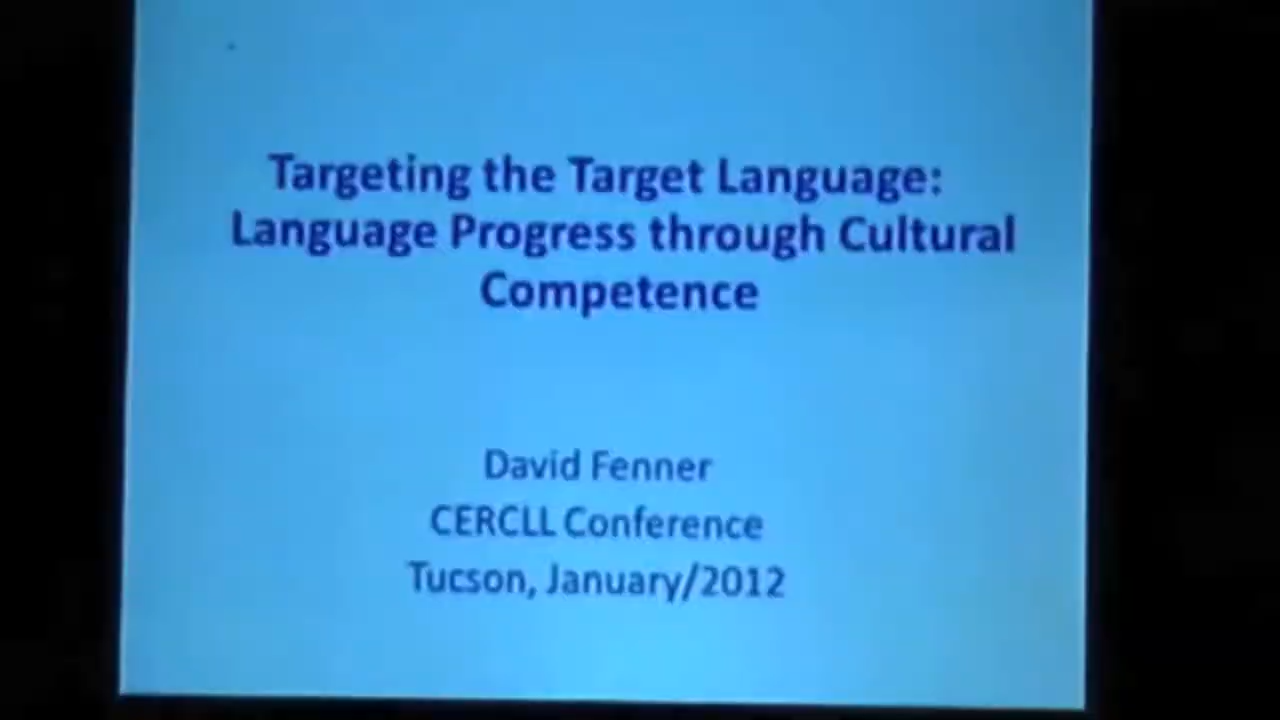 Targeting the Target Language:
Language Progress through Cultural
Competence
David Fenner
CERCLL Conference
Tucson, January/2012